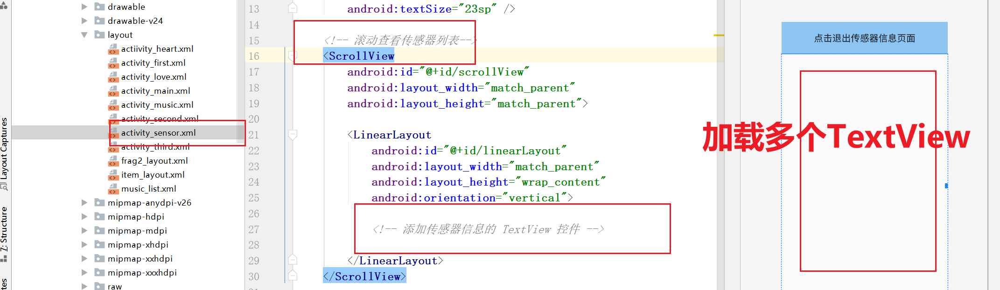 drawable
drawable-v24
layout
actiivity_heart.xml
activity_first.xml
activity_love.xml
activity_main.xml
activity_music.xml
activity_second.xml
activity_sensor.xml
activity_third.xml
frag2_layout.xml
item_layout.xml
music_list.xml
mipmap-anydpi-v26
mipmap-hdpi
mipmap-mdpi
mipmap-xhdpi
mipmap-xxhdpi
mipmap-xxxhdpi
raw
Layout Captures
7: Structure
13 android:textSize="23sp" />
14
15 <!-- 滚动查看传感器列表-->
16 <ScrollView
17 android:id="@+id/scrollView"
18 android:layout_width="match_parent"
19 android:layout_height="match_parent">
20
21 <LinearLayout
22 android:id="@+id/linearLayout"
23 android:layout_width="match_parent"
24 android:layout_height="wrap_content"
25 android:orientation="vertical">
26
27 <!-- 添加传感器信息的 TextView 控件 -->
28
29 </LinearLayout>
30 </ScrollView>
点击退出传感器信息页面
加载多个TextView